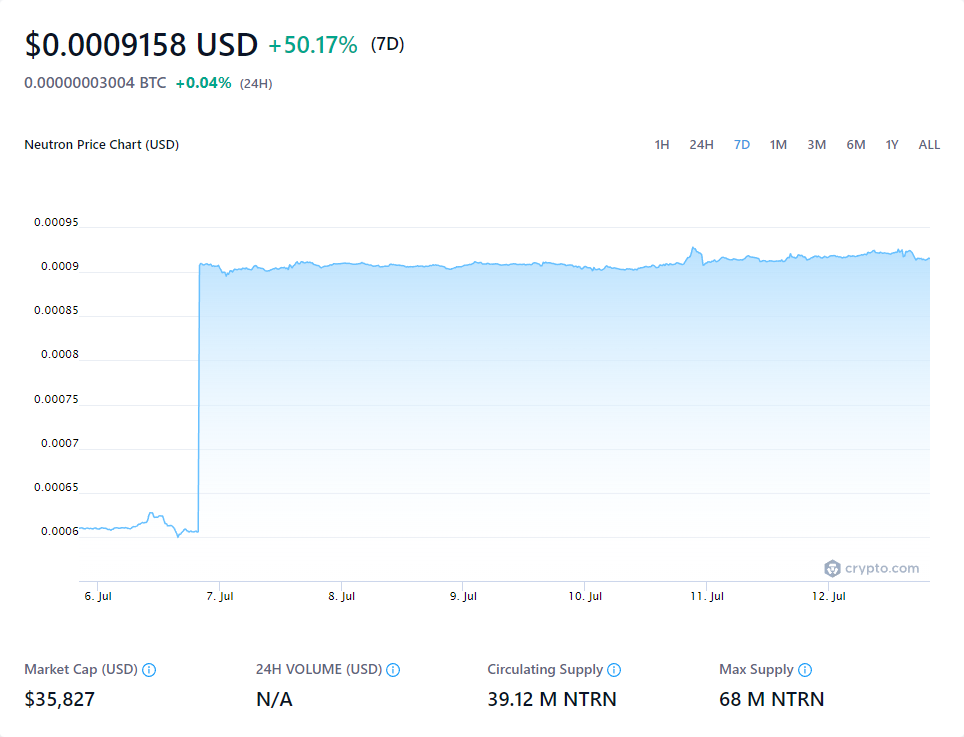 $0.0009158 USD +50.17% (7D)
0.00000003004 BTC +0.04% (24H)
Neutron Price Chart (USD) 1H 24H 7D 1M 3M 6M 1Y ALL
0.00095
0.0009
0.00085
0.0008
0.00075
0.0007
0.00065
0.0006
crypto.com
6. Jul 7. Jul 8. Jul 9. Jul 10. Jul 11. Jul 12. Jul
Market Cap (USD) 24H VOLUME (USD) Circulating Supply Max Supply
$35,827 N/A 39.12 M NTRN 68 M NTRN